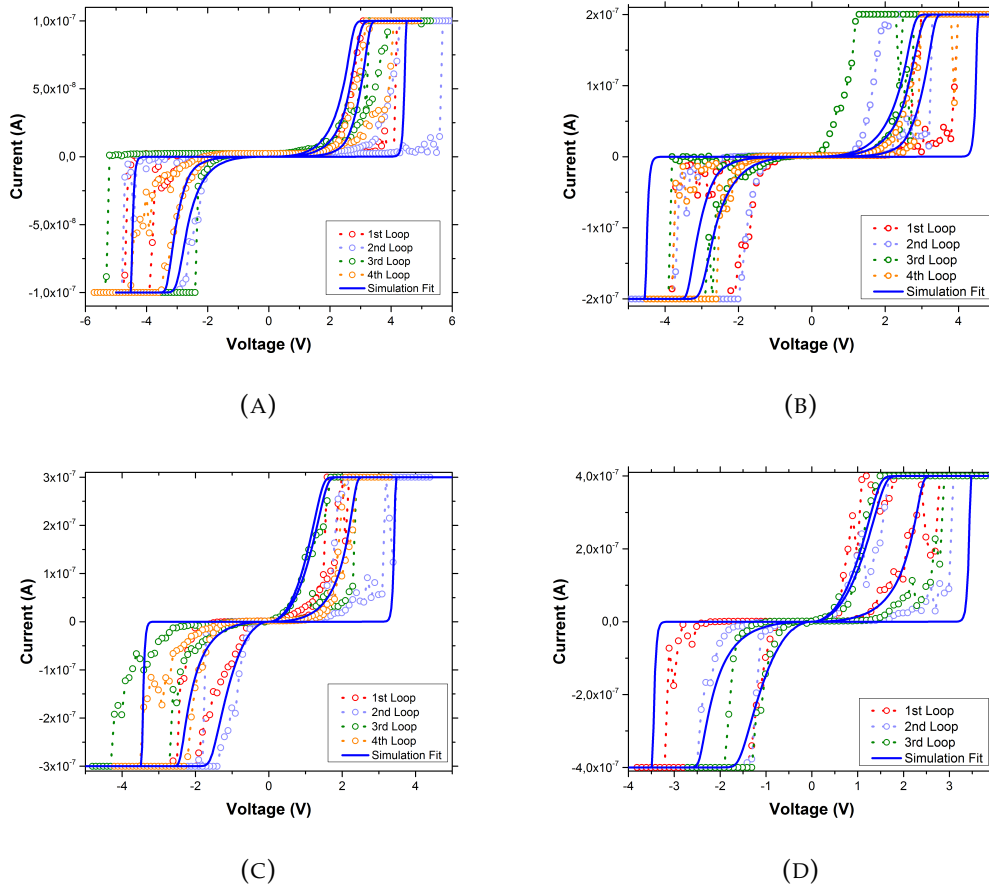 1,0x10⁻⁷
5,0x10⁻⁸
0,0
-5,0x10⁻⁸
-1,0x10⁻⁷
-6 -4 -2 0 2 4 6
Current (A)
Voltage (V)
1st Loop
2nd Loop
3rd Loop
4th Loop
Simulation Fit
(A)
2x10⁻⁷
1x10⁻⁷
0
-1x10⁻⁷
-2x10⁻⁷
-4 -2 0 2 4
Current (A)
Voltage (V)
1st Loop
2nd Loop
3rd Loop
4th Loop
Simulation Fit
(B)
3x10⁻⁷
2x10⁻⁷
1x10⁻⁷
0
-1x10⁻⁷
-2x10⁻⁷
-3x10⁻⁷
-4 -2 0 2 4
Current (A)
Voltage (V)
1st Loop
2nd Loop
3rd Loop
4th Loop
Simulation Fit
(C)
4,0x10⁻⁷
2,0x10⁻⁷
0,0
-2,0x10⁻⁷
-4,0x10⁻⁷
-4 -3 -2 -1 0 1 2 3
Current (A)
Voltage (V)
1st Loop
2nd Loop
3rd Loop
Simulation Fit
(D)